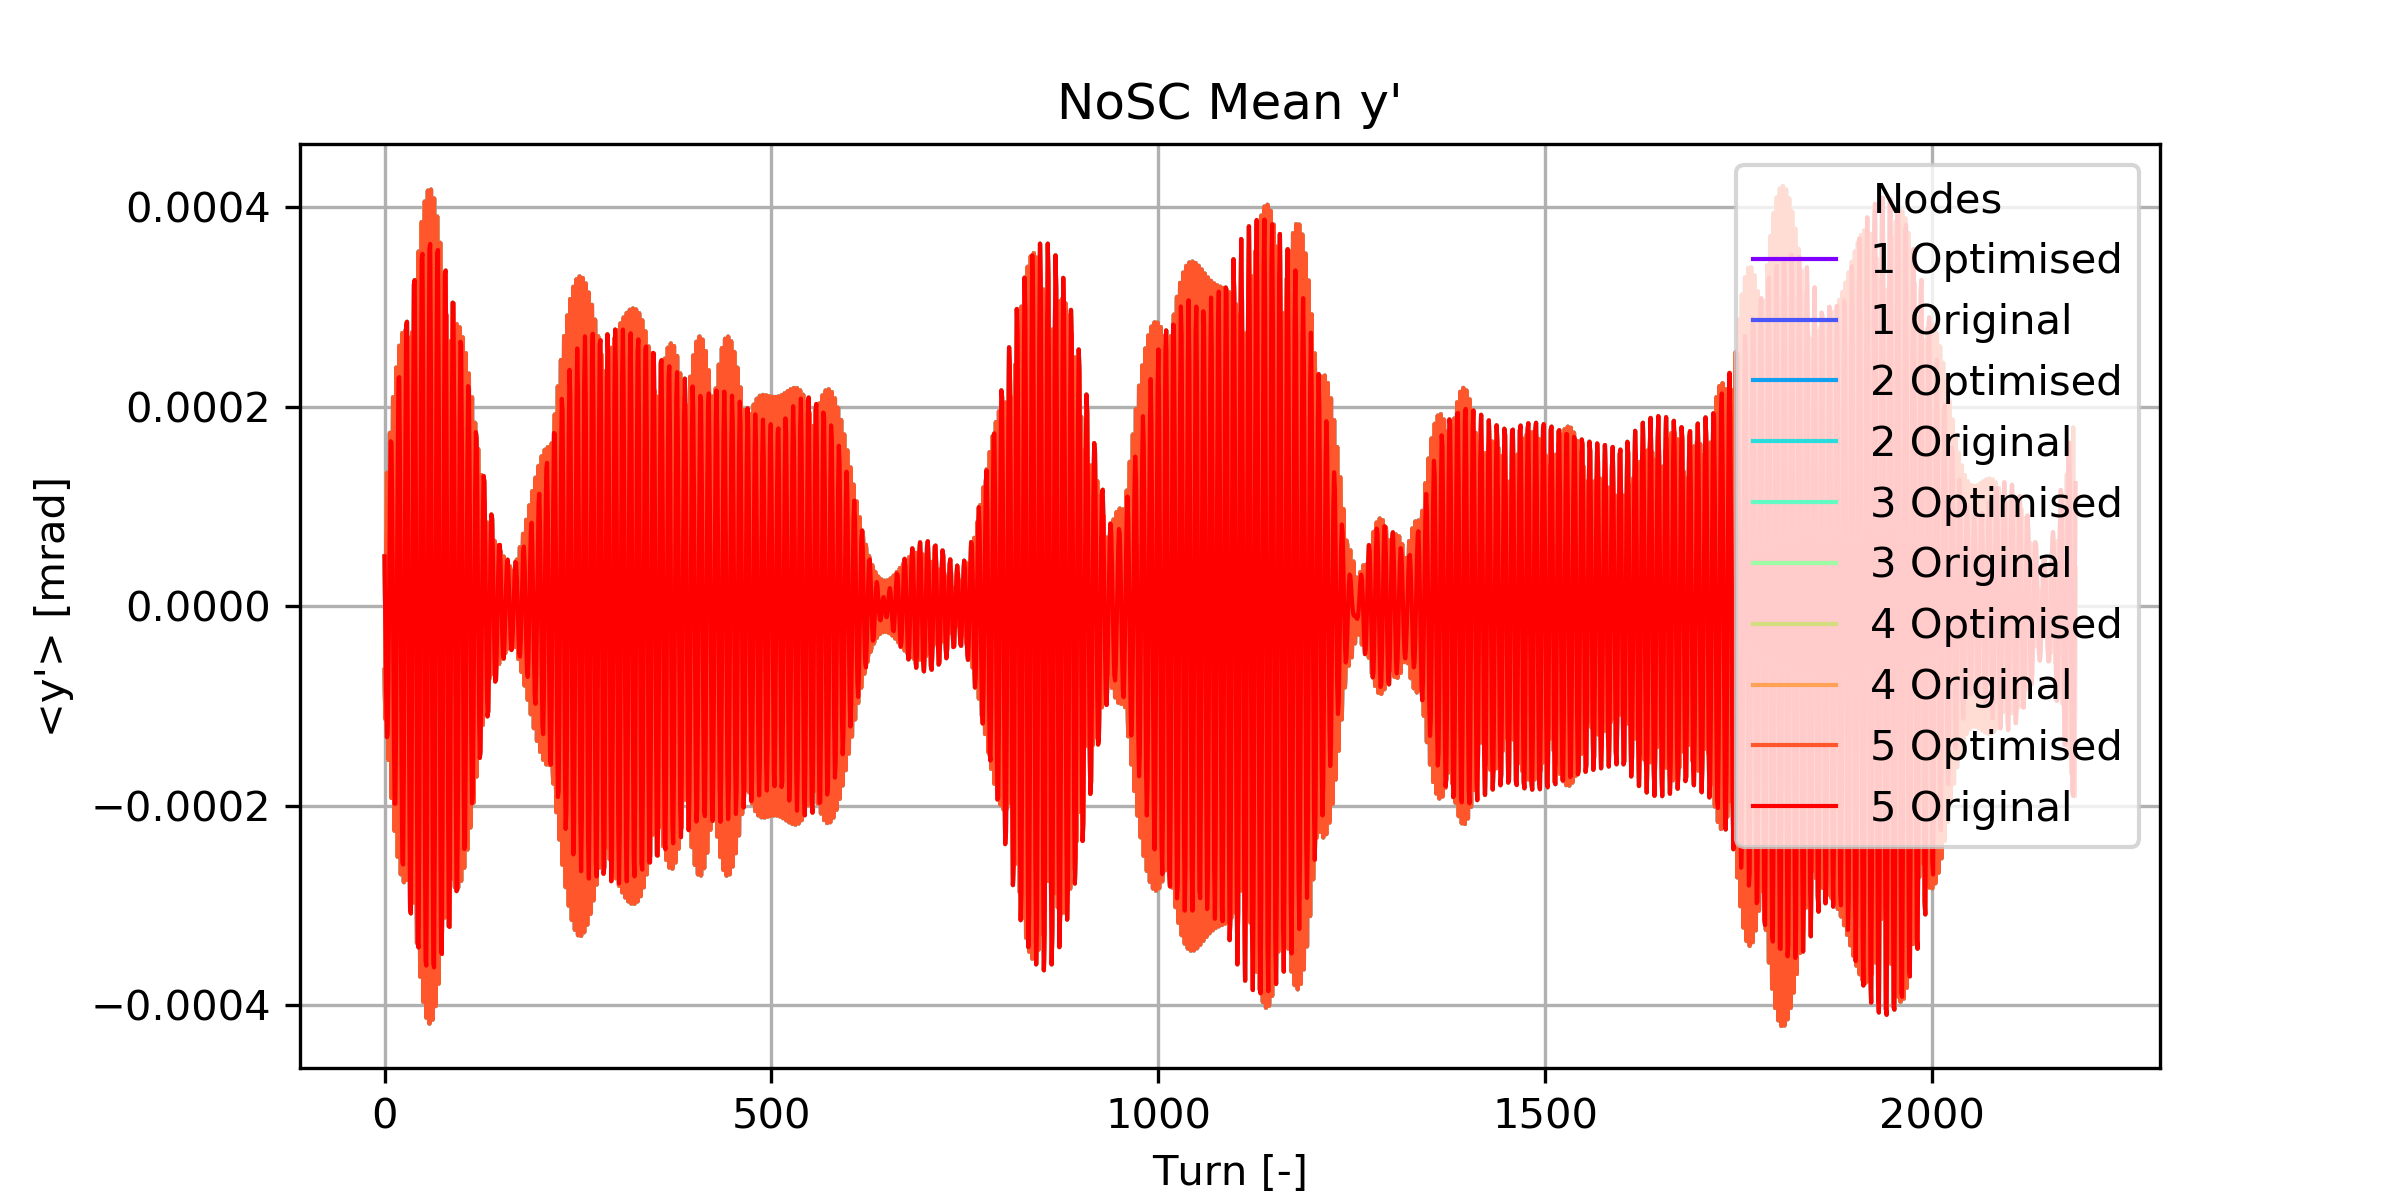 NoSC Mean y'
<y'> [mrad]
0.0004
0.0002
0.0000
−0.0002
−0.0004
Nodes
1 Optimised
1 Original
2 Optimised
2 Original
3 Optimised
3 Original
4 Optimised
4 Original
5 Optimised
5 Original
0 500 1000 1500 2000
Turn [-]